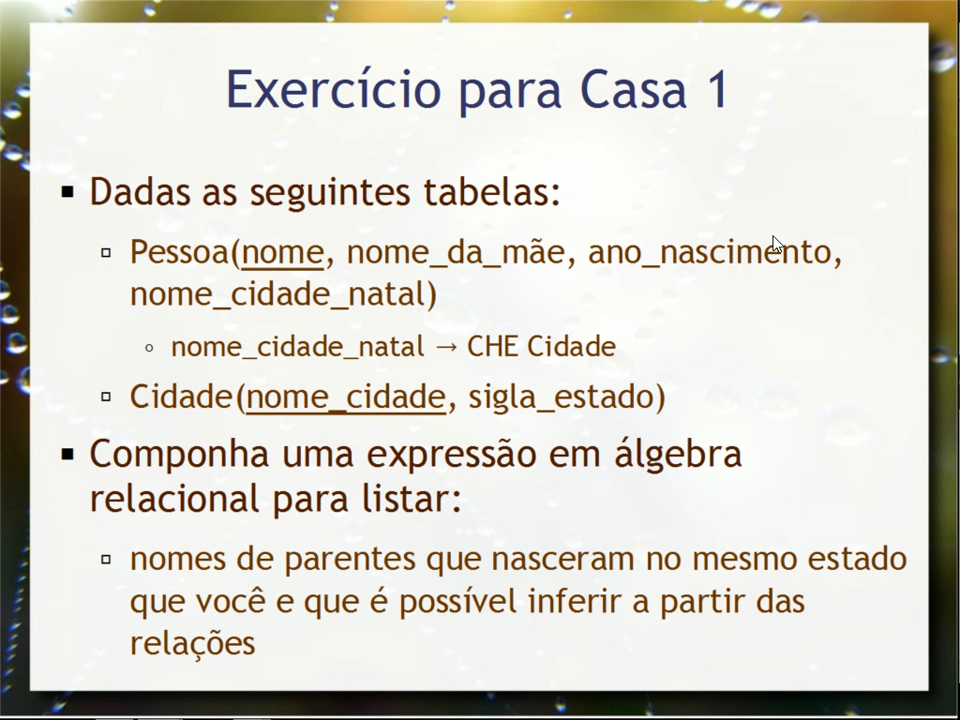 Exercício para Casa 1
Dadas as seguintes tabelas:
Pessoa(nome, nome_da_mãe, ano_nascimento,
nome_cidade_natal)
nome_cidade_natal → CHE Cidade
Cidade(nome_cidade, sigla_estado)
Componha uma expressão em álgebra
relacional para listar:
nomes de parentes que nasceram no mesmo estado
que você e que é possível inferir a partir das
relações